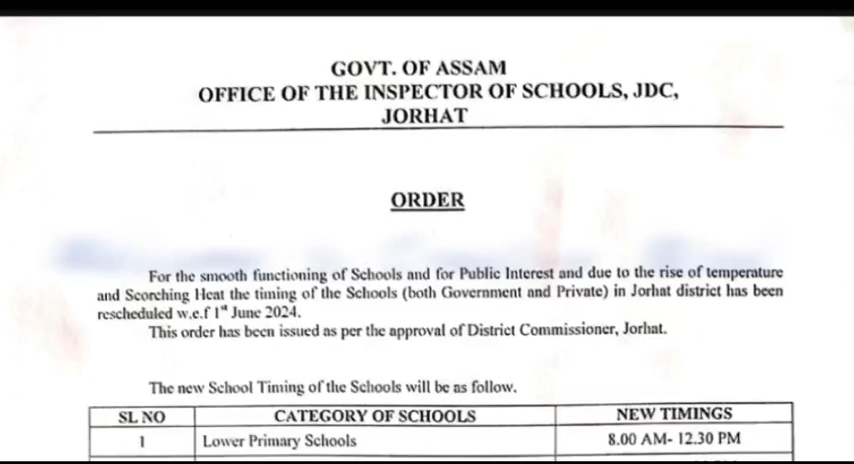 GOVT. OF ASSAM
OFFICE OF THE INSPECTOR OF SCHOOLS, JDC,
JORHAT
ORDER
For the smooth functioning of Schools and for Public Interest and due to the rise of temperature
and Scorching Heat the timing of the Schools (both Government and Private) in Jorhat district has been
rescheduled w.e.f 1st June 2024.
This order has been issued as per the approval of District Commissioner, Jorhat.
The new School Timing of the Schools will be as follow.
SL NO CATEGORY OF SCHOOLS NEW TIMINGS
1 Lower Primary Schools 8.00 AM- 12.30 PM